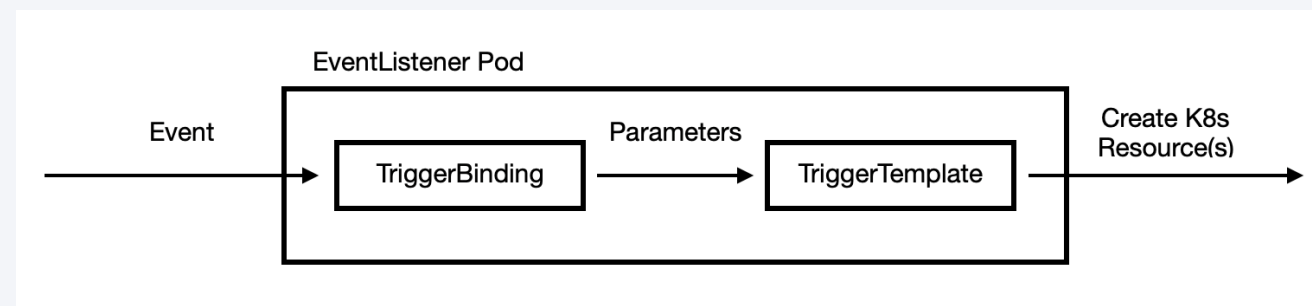 EventListener Pod
Event
TriggerBinding
Parameters
TriggerTemplate
Create K8s
Resource(s)